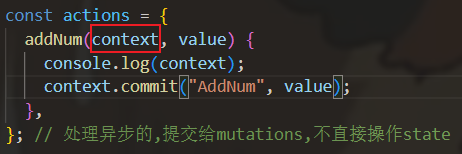 const actions = {
  addNum(context, value) {
    console.log(context);
    context.commit("AddNum", value);
  },
}; // 处理异步的,提交给mutations,不直接操作state